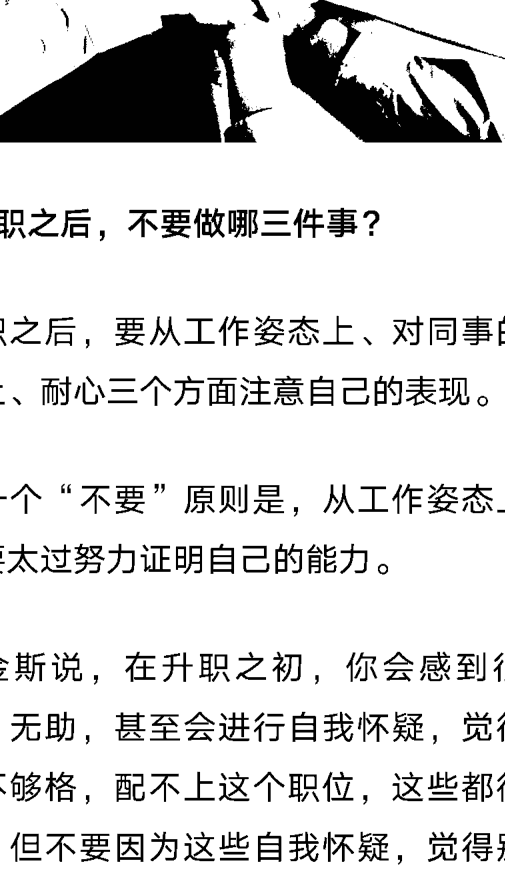 职之后，不要做哪三件事？
之后，要从工作姿态上、对同事
、耐心三个方面注意自己的表现。
个“不要”原则是，从工作姿态
太过努力证明自己的能力。
斯说，在升职之初，你会感到
无助，甚至会进行自我怀疑，觉
够格，配不上这个职位，这些都
但不要因为这些自我怀疑，觉得